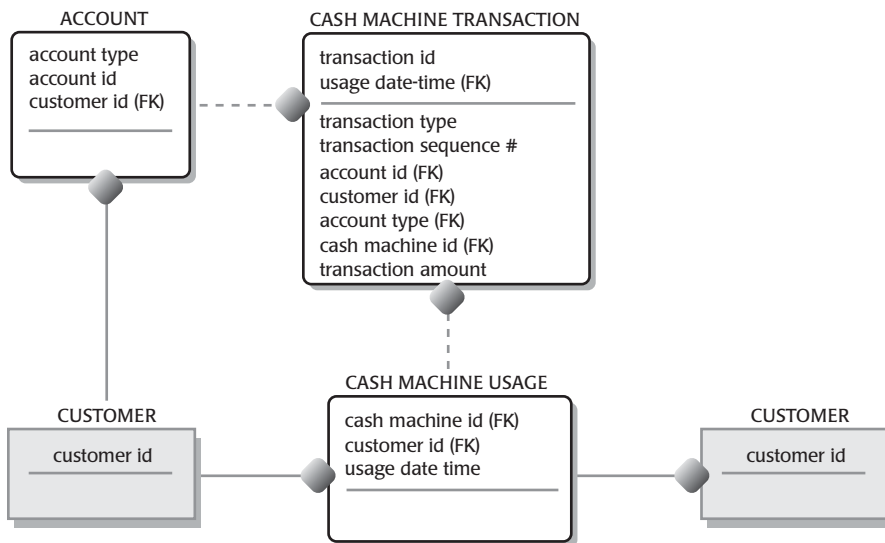 ACCOUNT
account type
account id
customer id (FK)
CASH MACHINE TRANSACTION
transaction id
usage date-time (FK)
transaction type
transaction sequence #
account id (FK)
customer id (FK)
account type (FK)
cash machine id (FK)
transaction amount
CUSTOMER
customer id
CASH MACHINE USAGE
cash machine id (FK)
customer id (FK)
usage date time
CUSTOMER
customer id